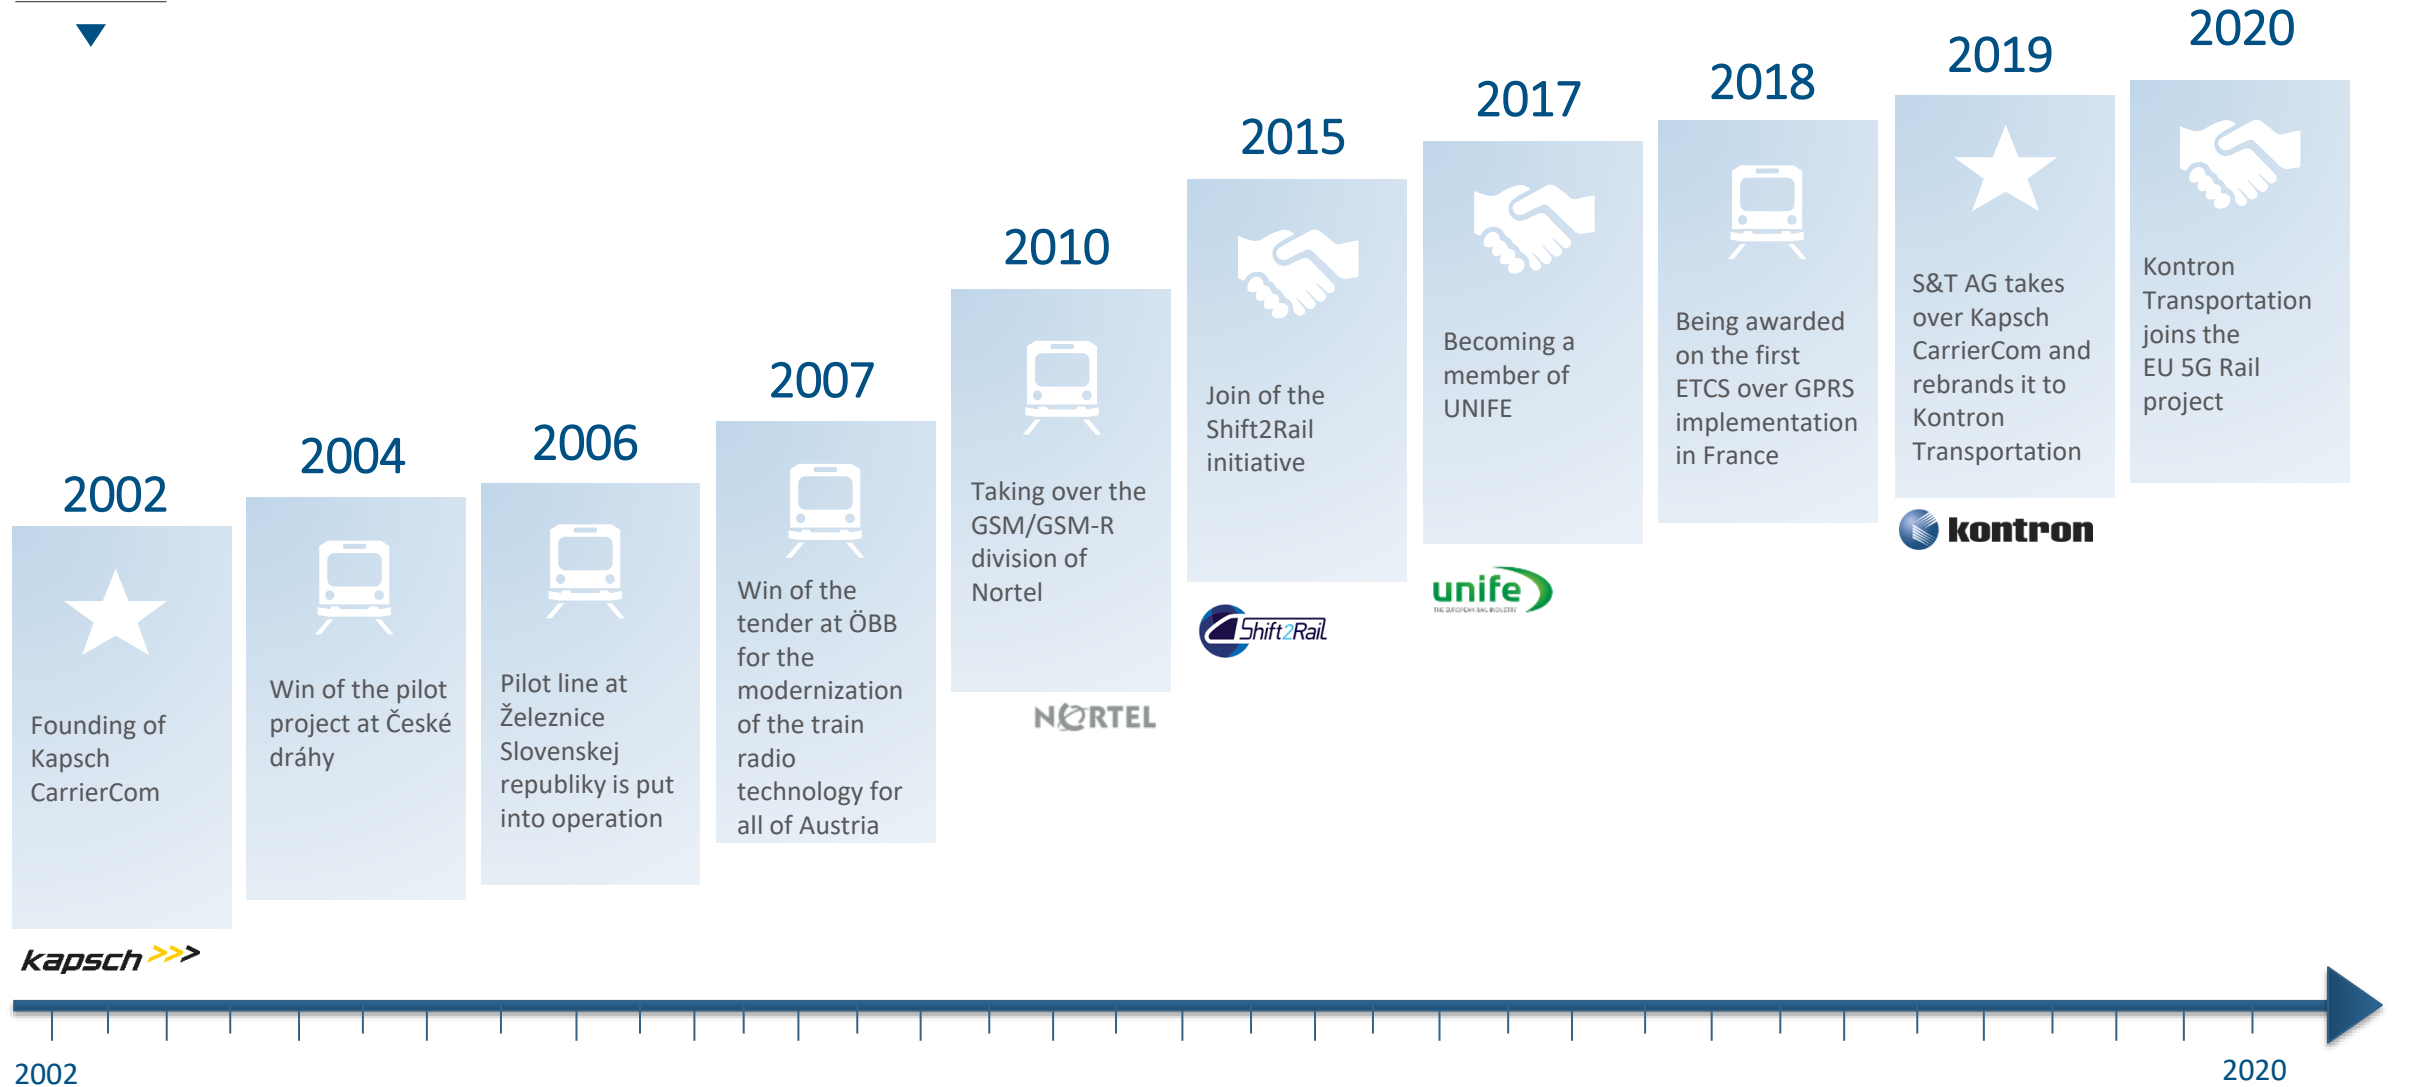 2002
Founding of
Kapsch
CarrierCom
kapsch >>>
2004
Win of the pilot
project at České
dráhy
2006
Pilot line at
Železnice
Slovenskej
republiky is put
into operation
2007
Win of the
tender at ÖBB
for the
modernization
of the train
radio
technology for
all of Austria
2010
Taking over the
GSM/GSM-R
division of
Nortel
NORTEL
2015
Join of the
Shift2Rail
initiative
Shift2Rail
2017
Becoming a
member of
UNIFE
unife
THE EUROPEAN RAIL INDUSTRY
2018
Being awarded
on the first
ETCS over GPRS
implementation
in France
2019
S&T AG takes
over Kapsch
CarrierCom and
rebrands it to
Kontron
Transportation
kontron
2020
Kontron
Transportation
joins the
EU 5G Rail
project
2002
2020